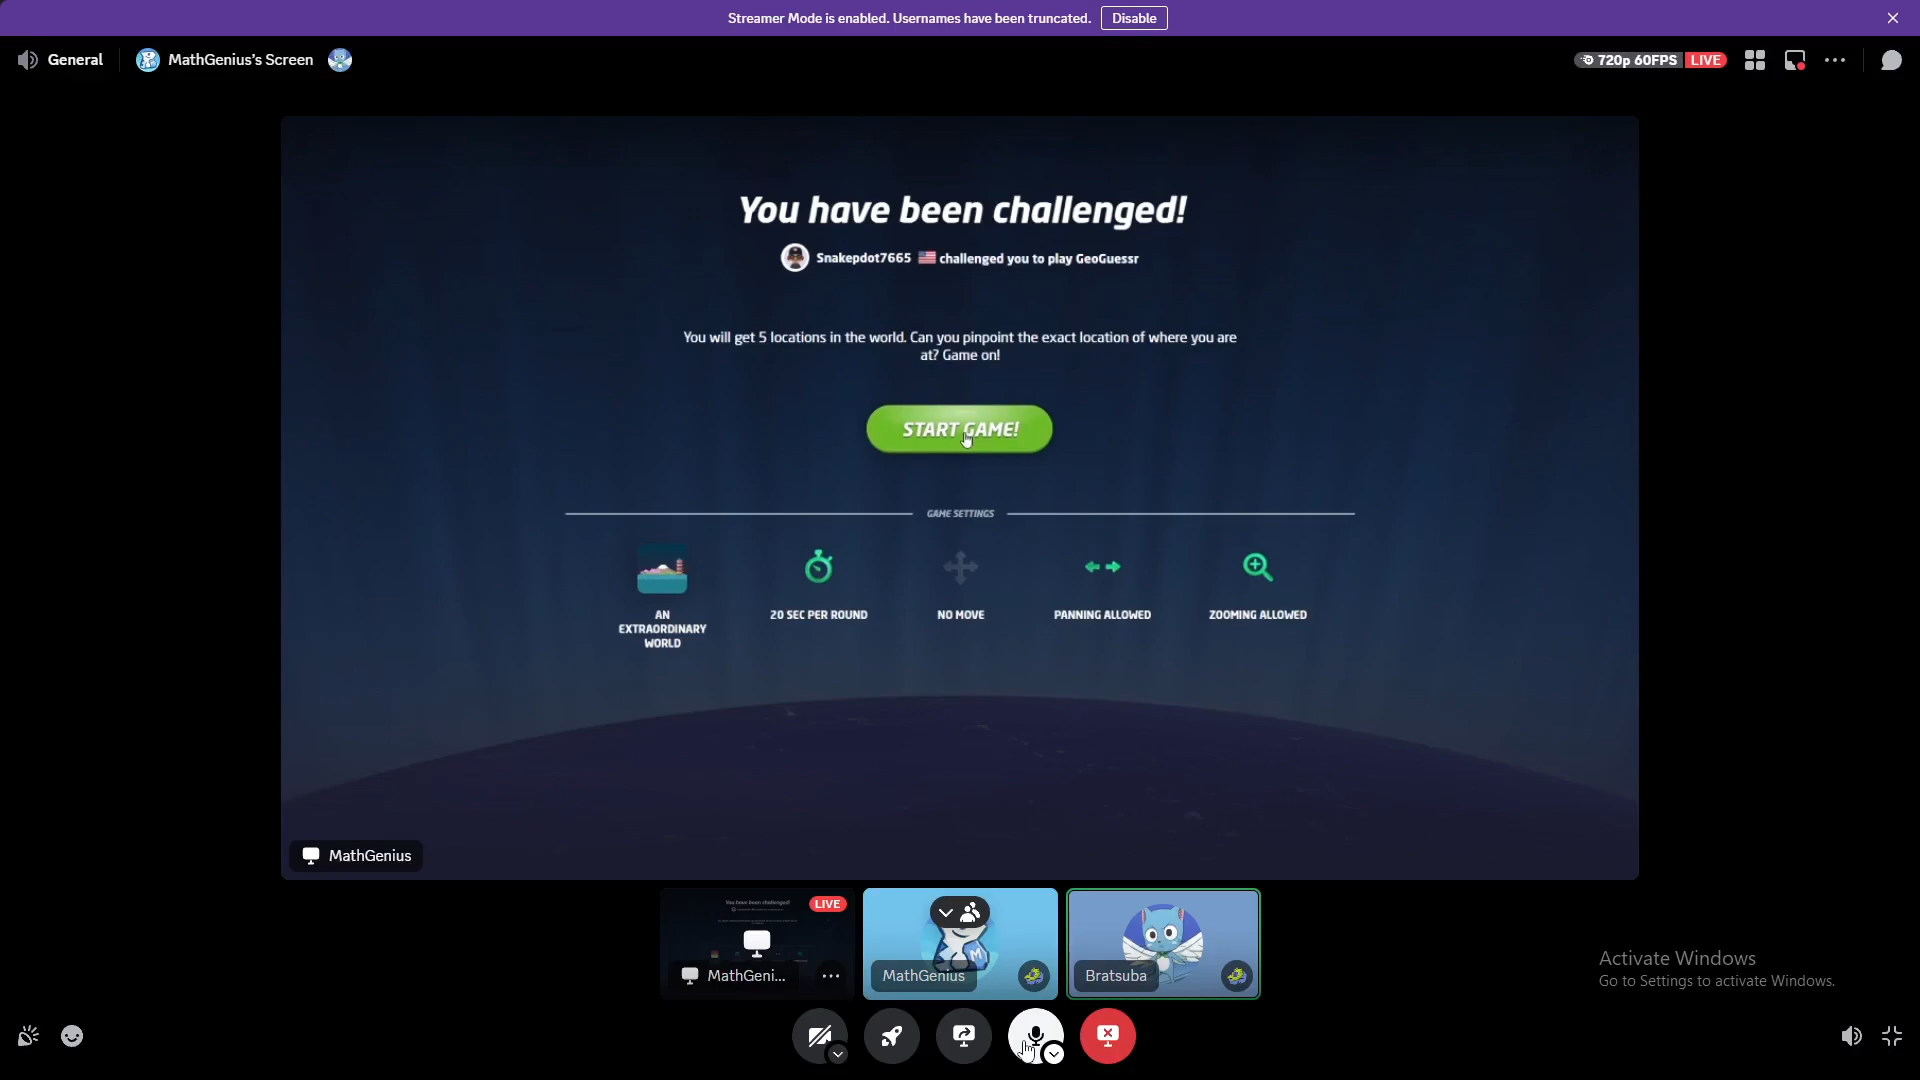 Streamer Mode is enabled. Usernames have been truncated. Disable
General MathGenius's Screen 720p 60FPS LIVE
You have been challenged!
Snakepdot7665 challenged you to play GeoGuessr
You will get 5 locations in the world. Can you pinpoint the exact location of where you are
at? Game on!
START GAME!
GAME SETTINGS
AN
EXTRAORDINARY
WORLD
20 SEC PER ROUND
NO MOVE
PANNING ALLOWED
ZOOMING ALLOWED
MathGenius
You have been challenged!
LIVE
M
MathGeni...
MathGenius
Bratsuba
Activate Windows
Go to Settings to activate Windows.